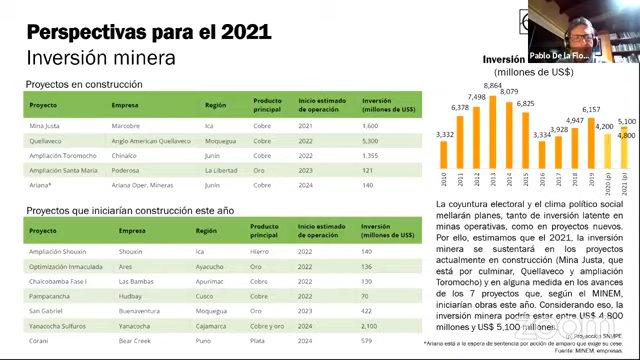 Perspectivas para el 2021
Inversión minera
Pablo De la Flo...
Proyectos en construcción
Proyecto Empresa Región Producto principal Inicio estimado de operación Inversión (millones de US$)
Mina Justa Marcobre Ica Cobre 2021 1,600
Quellaveco Anglo American Quellaveco Moquegua Cobre 2022 5,300
Ampliación Toromocho Chinalco Junín Cobre 2022 1,355
Ampliación Santa María Poderosa La Libertad Oro 2023 121
Ariana* Ariana Oper. Mineras Junín Cobre 2024 140
Proyectos que iniciarían construcción este año
Proyecto Empresa Región Producto principal Inicio estimado de operación Inversión (millones de US$)
Ampliación Shouxin Shouxin Ica Hierro 2022 140
Optimización Inmaculada Ares Ayacucho Oro 2022 136
Chalcobamba Fase I Las Bambas Apurímac Cobre 2022 130
Pampacancha Hudbay Cusco Cobre 2022 70
San Gabriel Buenaventura Moquegua Oro 2023 422
Yanacocha Sulfuros Yanacocha Cajamarca Cobre y oro 2024 2,100
Corani Bear Creek Puno Plata 2024 579
Inversión
(millones de US$)
3,332 6,378 7,498 8,864 8,079 6,825 3,334 3,928 4,947 6,157 4,200 5,100
4,800
2010 2011 2012 2013 2014 2015 2016 2017 2018 2019 2020 (p) 2021 (p)
La coyuntura electoral y el clima político social
mellarán planes, tanto de inversión latente en
minas operativas, como en proyectos nuevos.
Por ello, estimamos que el 2021, la inversión
minera se sustentará en los proyectos
actualmente en construcción (Mina Justa, que
está por culminar, Quellaveco y ampliación
Toromocho) y en alguna medida en los avances
de los 7 proyectos que, según el MINEM,
iniciarían obras este año. Considerando eso, la
inversión minera podría estar entre US$ 4,800
millones y US$ 5,100 millones.
zoom
(p) Proyección SNMPE.
*Ariana está a la espera de sentencia por acción de amparo que exige su cese.
Fuente: MINEM, empresas.